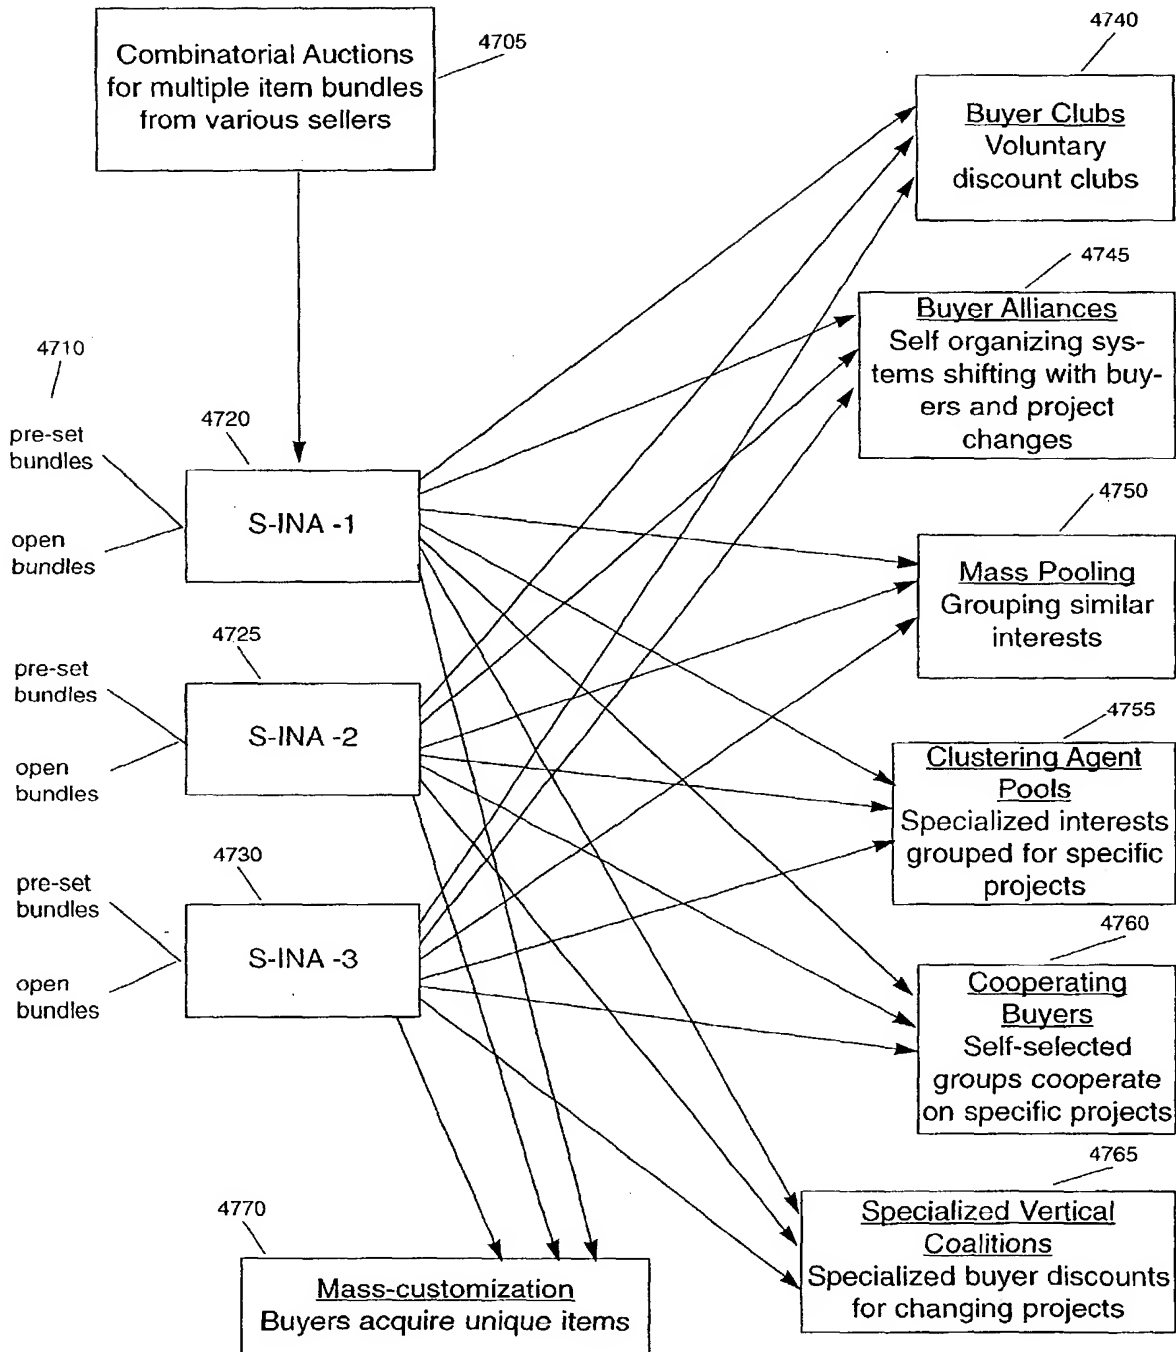 4705
Combinatorial Auctions
for multiple item bundles
from various sellers
4740
Buyer Clubs
Voluntary
discount clubs
4745
Buyer Alliances
Self organizing sys-
tems shifting with buy-
ers and project
changes
4710
pre-set
bundles
open
bundles
4720
S-INA -1
4750
Mass Pooling
Grouping similar
interests
4725
pre-set
bundles
open
bundles
S-INA -2
4755
Clustering Agent
Pools
Specialized interests
grouped for specific
projects
4730
pre-set
bundles
open
bundles
S-INA -3
4760
Cooperating
Buyers
Self-selected
groups cooperate
on specific projects
4765
Specialized Vertical
Coalitions
Specialized buyer discounts
for changing projects
4770
Mass-customization
Buyers acquire unique items